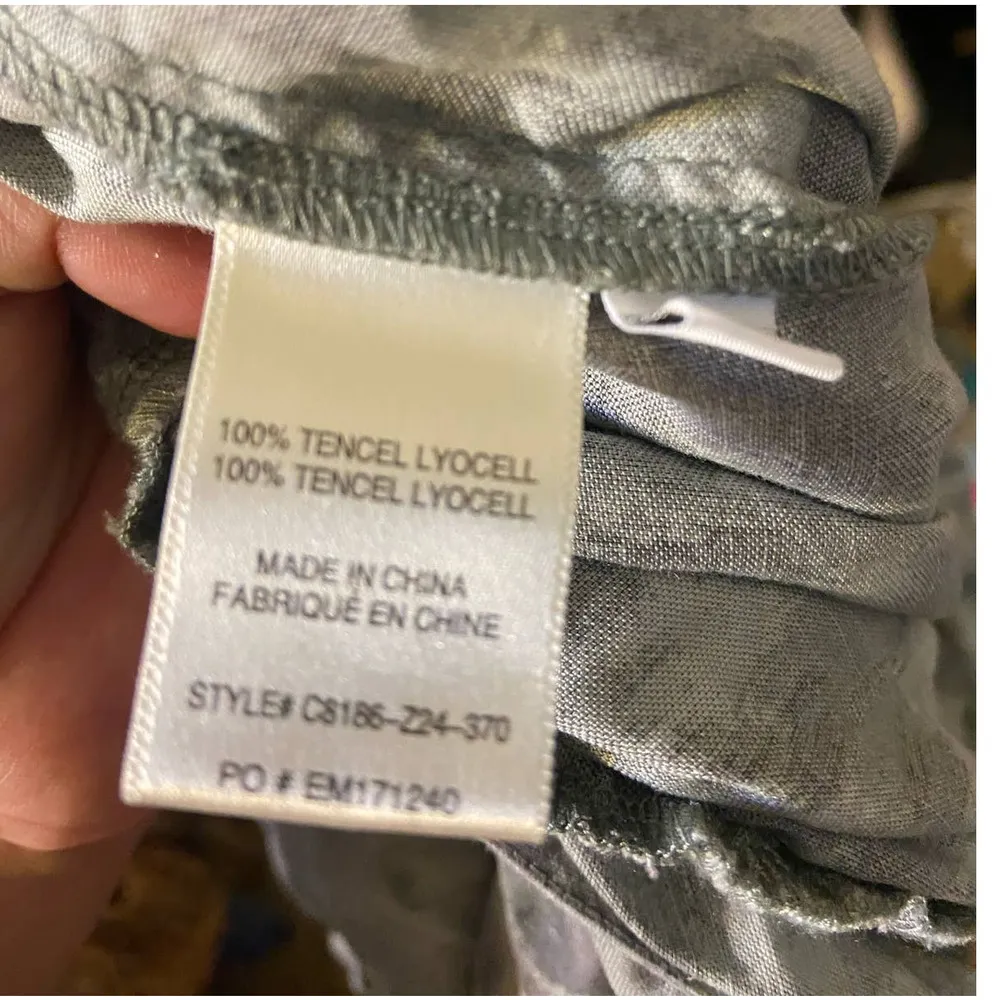 100% TENCEL LYOCELL
100% TENCEL LYOCELL
MADE IN CHINA
FABRIQUÉ EN CHINE
STYLE# C8186-Z24-370
PO # EM171240